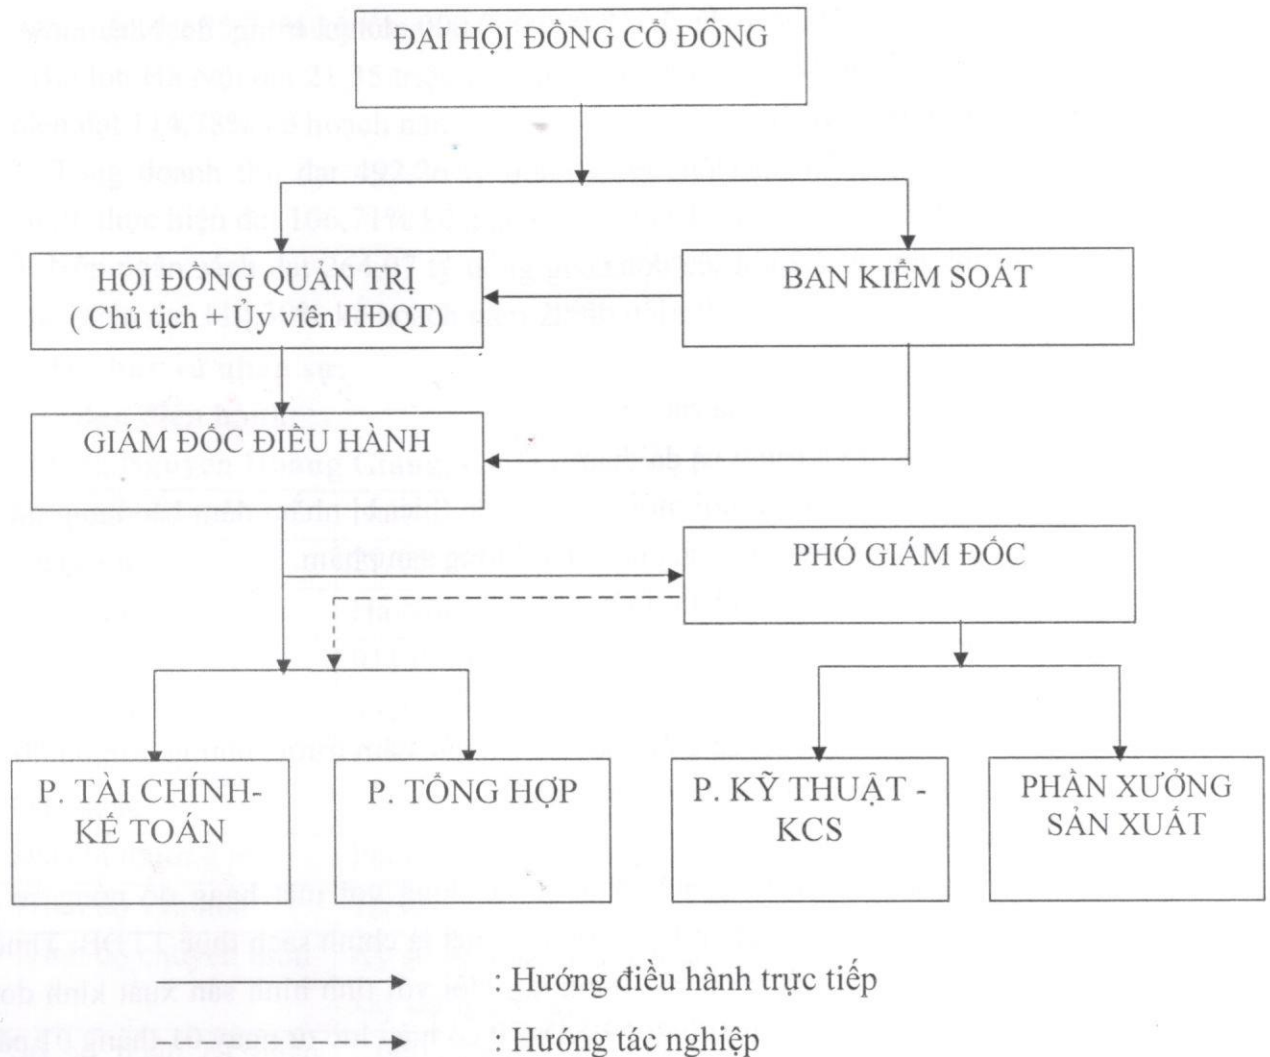 ĐAI HỘI ĐỒNG CỔ ĐÔNG
HỘI ĐỒNG QUẢN TRỊ
( Chủ tịch + Ủy viên HĐQT)
BAN KIỂM SOÁT
GIÁM ĐỐC ĐIỀU HÀNH
PHÓ GIÁM ĐỐC
P. TÀI CHÍNH-
KẾ TOÁN
P. TỔNG HỢP
P. KỸ THUẬT -
KCS
PHÂN XƯỞNG
SẢN XUẤT
: Hướng điều hành trực tiếp
: Hướng tác nghiệp